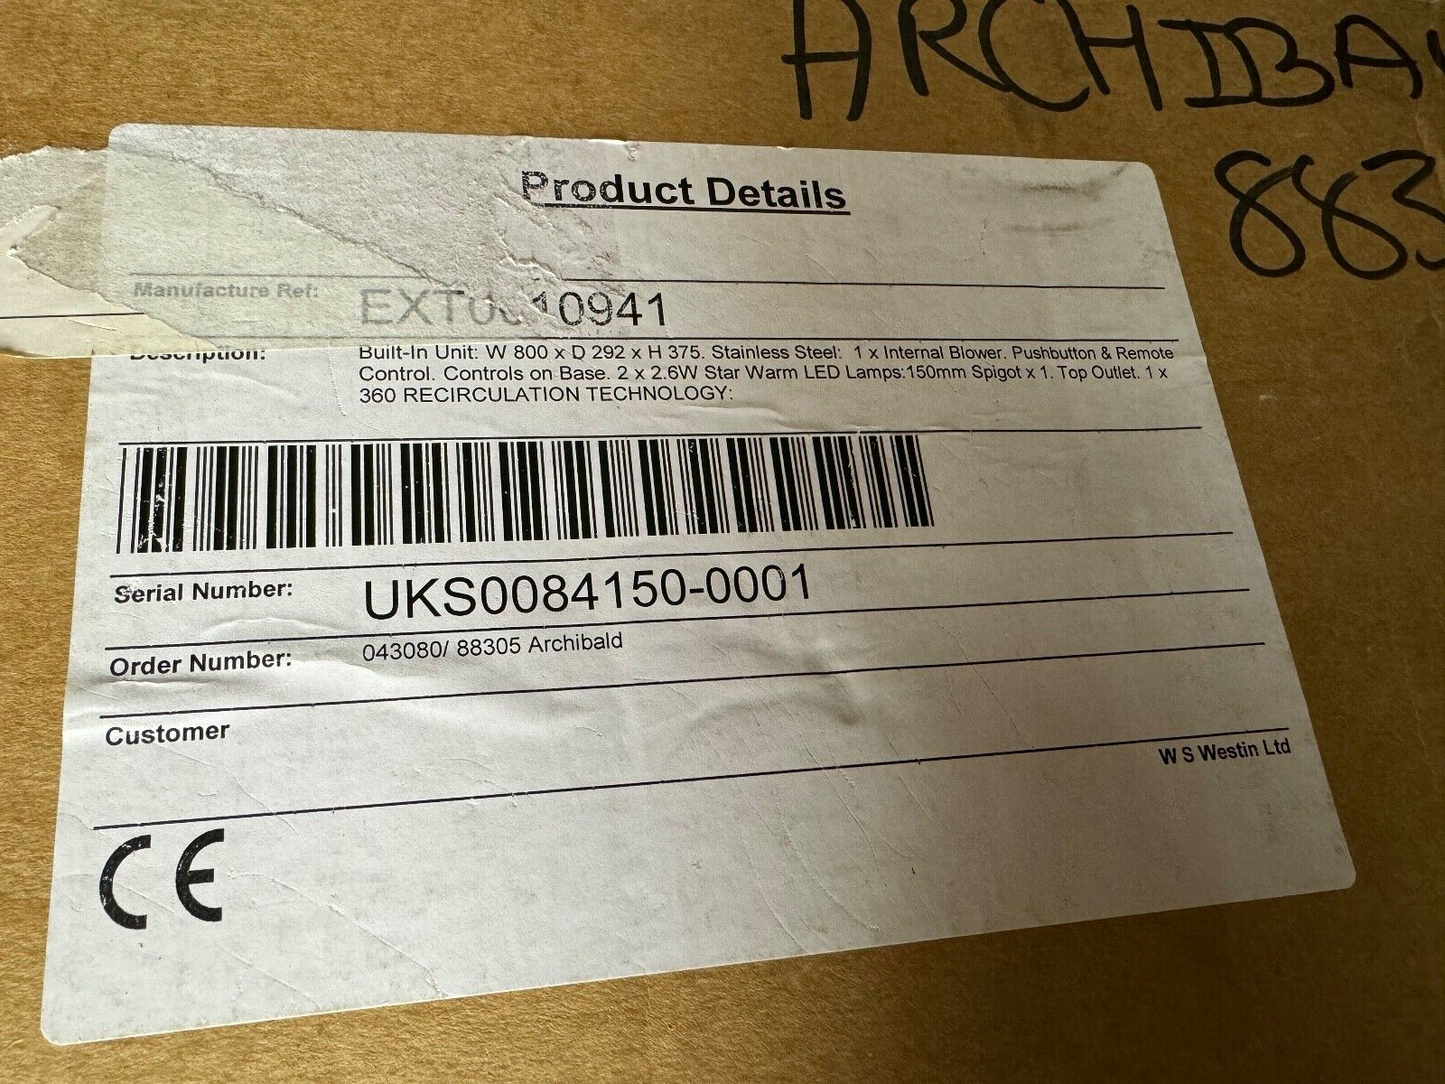 ARCHIBA
883
Product Details
Manufacture Ref: EXT0010941
Description: Built-In Unit: W 800 x D 292 x H 375. Stainless Steel: 1 x Internal Blower. Pushbutton & Remote
Control. Controls on Base. 2 x 2.6W Star Warm LED Lamps:150mm Spigot x 1. Top Outlet. 1 x
360 RECIRCULATION TECHNOLOGY:
Serial Number: UKS0084150-0001
Order Number: 043080/ 88305 Archibald
Customer
W S Westin Ltd
CE